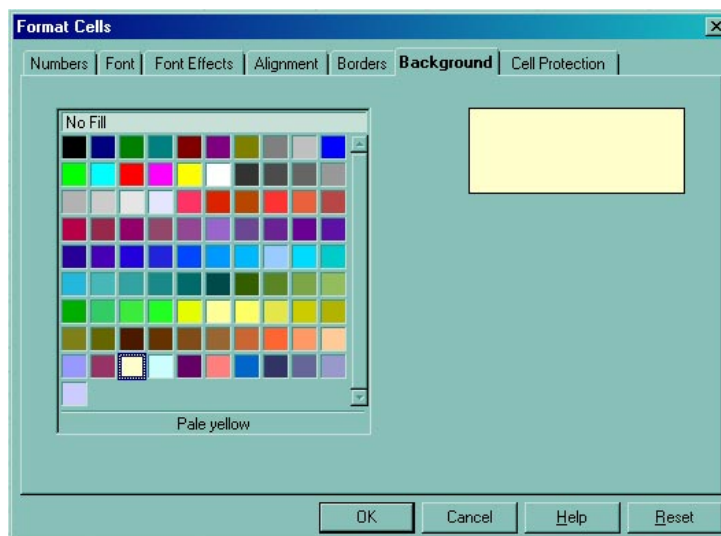 Format Cells
Numbers Font Font Effects Alignment Borders Background Cell Protection
No Fill
Pale yellow
OK Cancel Help Reset